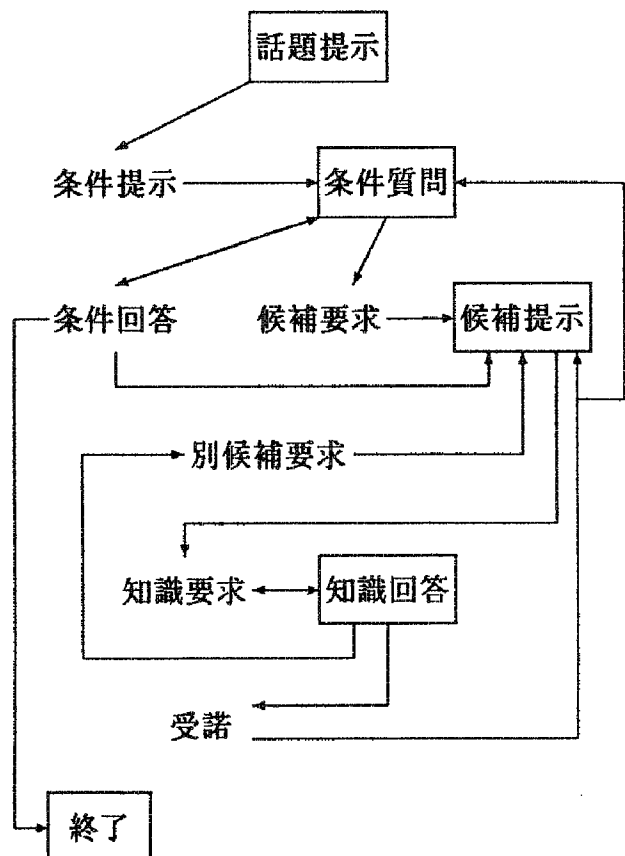 話題提示
条件提示
条件質問
条件回答
候補要求
候補提示
別候補要求
知識要求
知識回答
受諾
終了